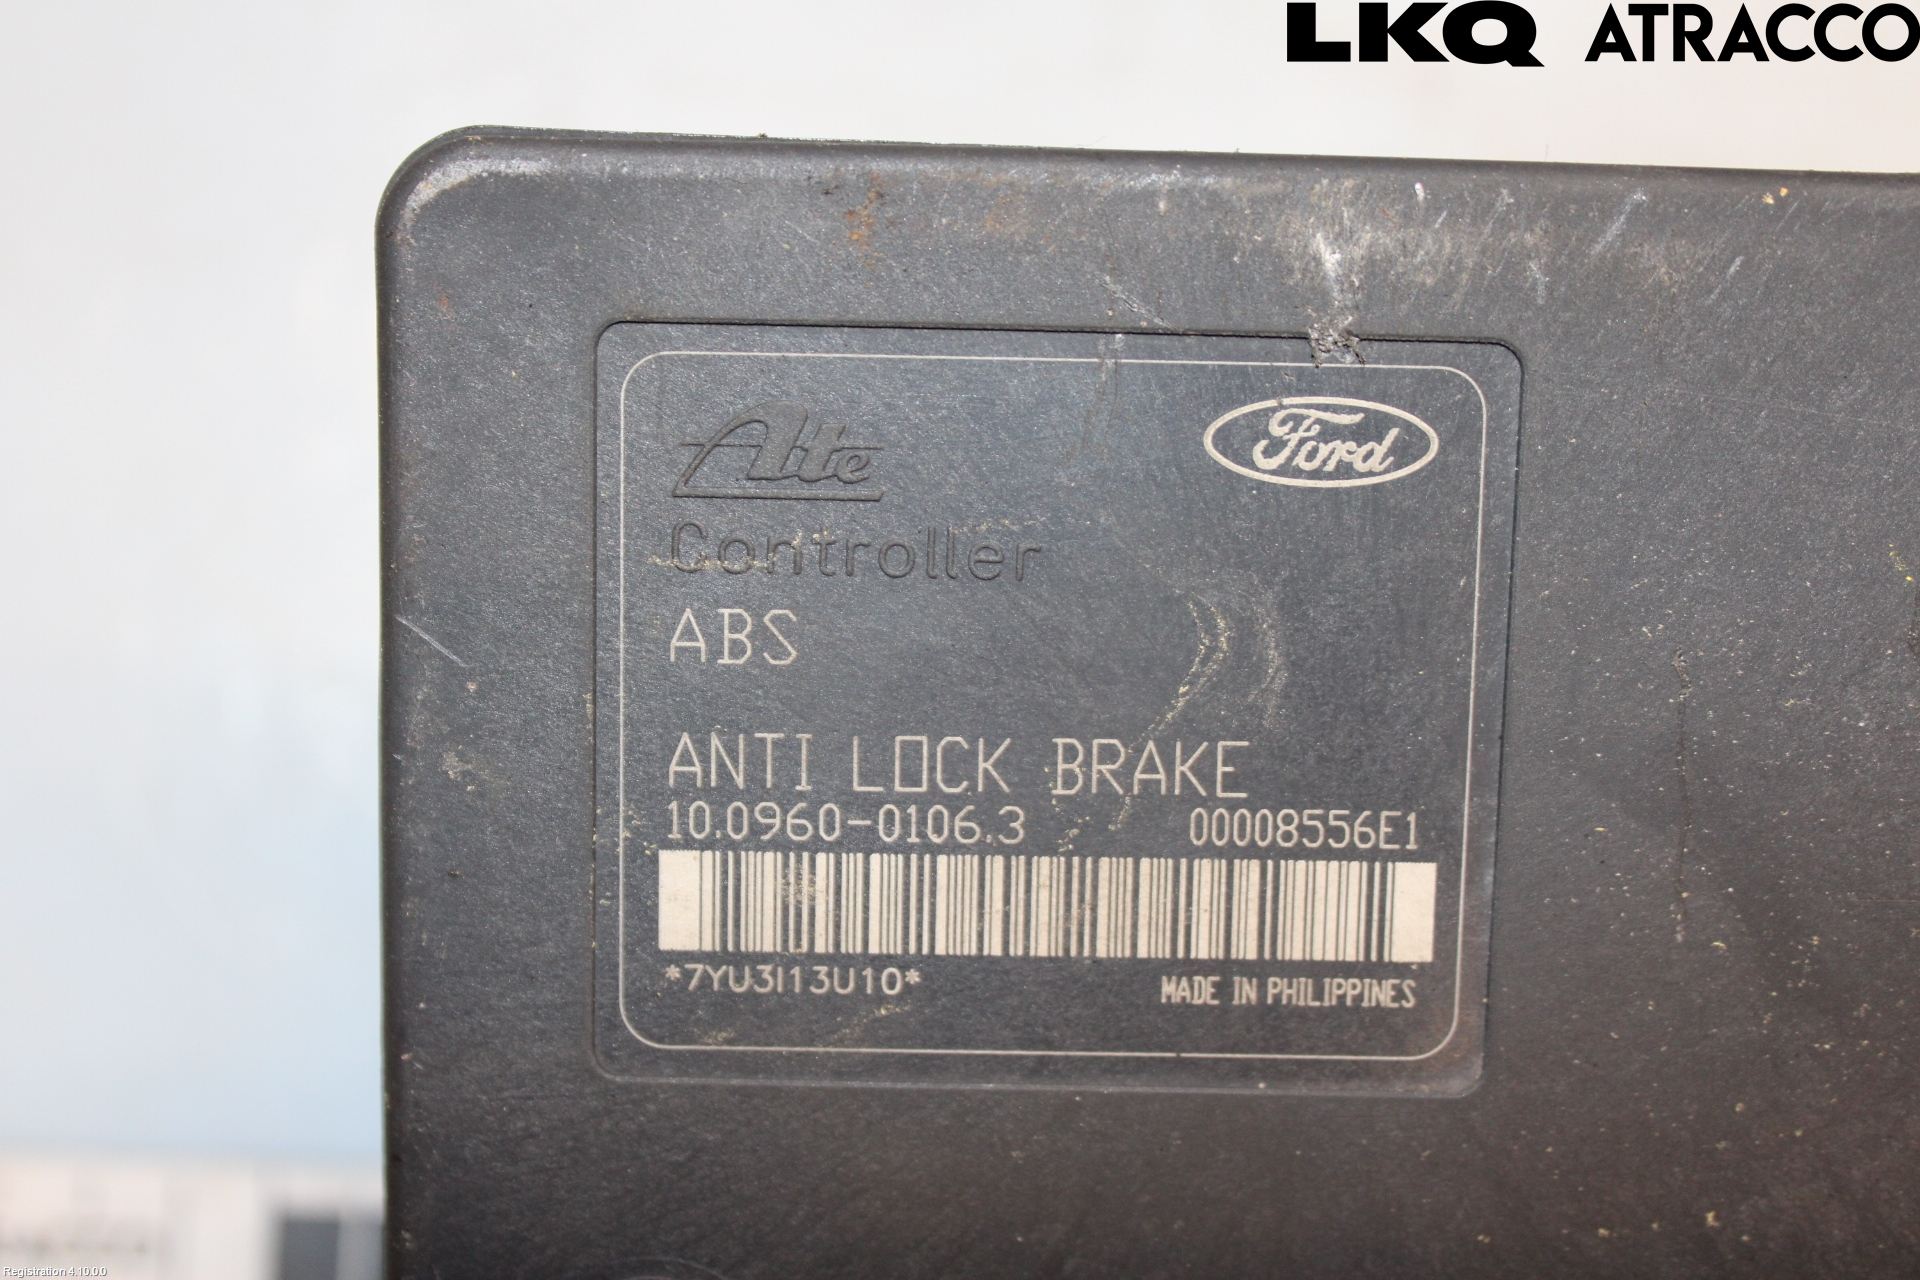 LKQ ATRACCO
Ate
Ford
Controller
ABS
ANTI LOCK BRAKE
10.0960-0106.3 00008556E1
*7YU3I13U10*
MADE IN PHILIPPINES
Registration 4.10.0.0